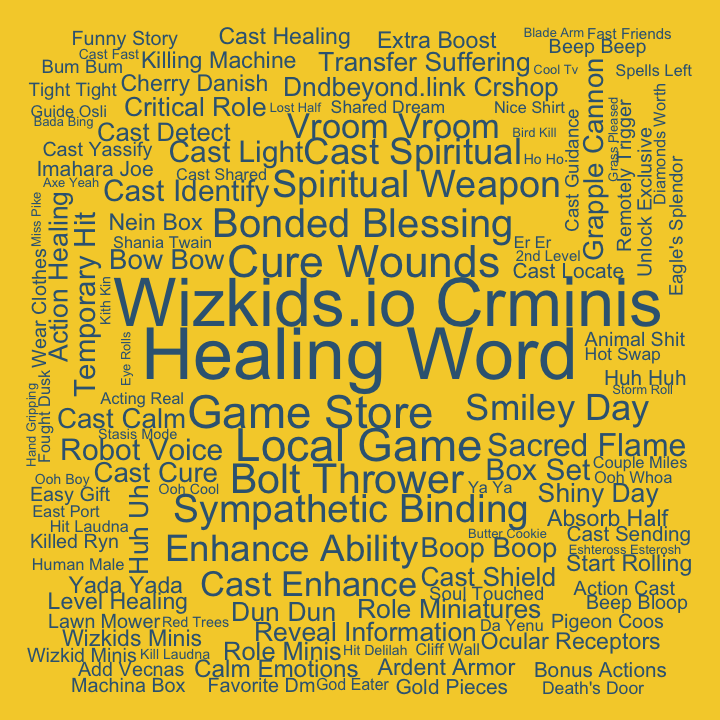 Funny Story
Cast Healing
Extra Boost
Blade Arm
Fast Friends
Cast Fast
Beep Beep
Bum Bum
Killing Machine
Transfer Suffering
Cool Tv
Spells Left
Tight Tight
Cherry Danish
Dndbeyond.link Crshop
Guide Osli
Critical Role
Lost Half
Shared Dream
Nice Shirt
Bada Bing
Cast Detect
Vroom Vroom
Bird Kill
Cast Yassify
Cast Light
Cast Spiritual
Ho Ho
Cast Guidance
Grapple Cannon
Grass Pleased
Remotely Trigger
Unlock Exclusive
Diamonds Worth
Eagle's Splendor
Imahara Joe
Cast Shared
Axe Yeah
Cast Identify
Spiritual Weapon
Miss Pike
Wear Clothes
Action Healing
Temporary Hit
Kith Kin
Nein Box
Bonded Blessing
Shania Twain
Er Er
2nd Level
Bow Bow
Cure Wounds
Cast Locate
Wizkids.io Crminis
Healing Word
Eye Rolls
Animal Shit
Hot Swap
Huh Huh
Storm Roll
Hand Gripping
Fought Dusk
Acting Real
Cast Calm
Game Store
Smiley Day
Stasis Mode
Robot Voice
Local Game
Sacred Flame
Ooh Boy
Cast Cure
Bolt Thrower
Box Set
Couple Miles
Ooh Whoa
Easy Gift
Huh Uh
Ooh Cool
Ya Ya
Shiny Day
East Port
Sympathetic Binding
Absorb Half
Hit Laudna
Butter Cookie
Cast Sending
Killed Ryn
Enhance Ability
Boop Boop
Eshteross Esterosh
Human Male
Start Rolling
Yada Yada
Cast Enhance
Cast Shield
Soul Touched
Action Cast
Level Healing
Dun Dun
Role Miniatures
Beep Bloop
Lawn Mower
Red Trees
Reveal Information
Da Yenu
Pigeon Coos
Wizkids Minis
Role Minis
Hit Delilah
Cliff Wall
Ocular Receptors
Wizkid Minis
Kill Laudna
Add Vecnas
Calm Emotions
Ardent Armor
Bonus Actions
Machina Box
Favorite Dm
God Eater
Gold Pieces
Death's Door